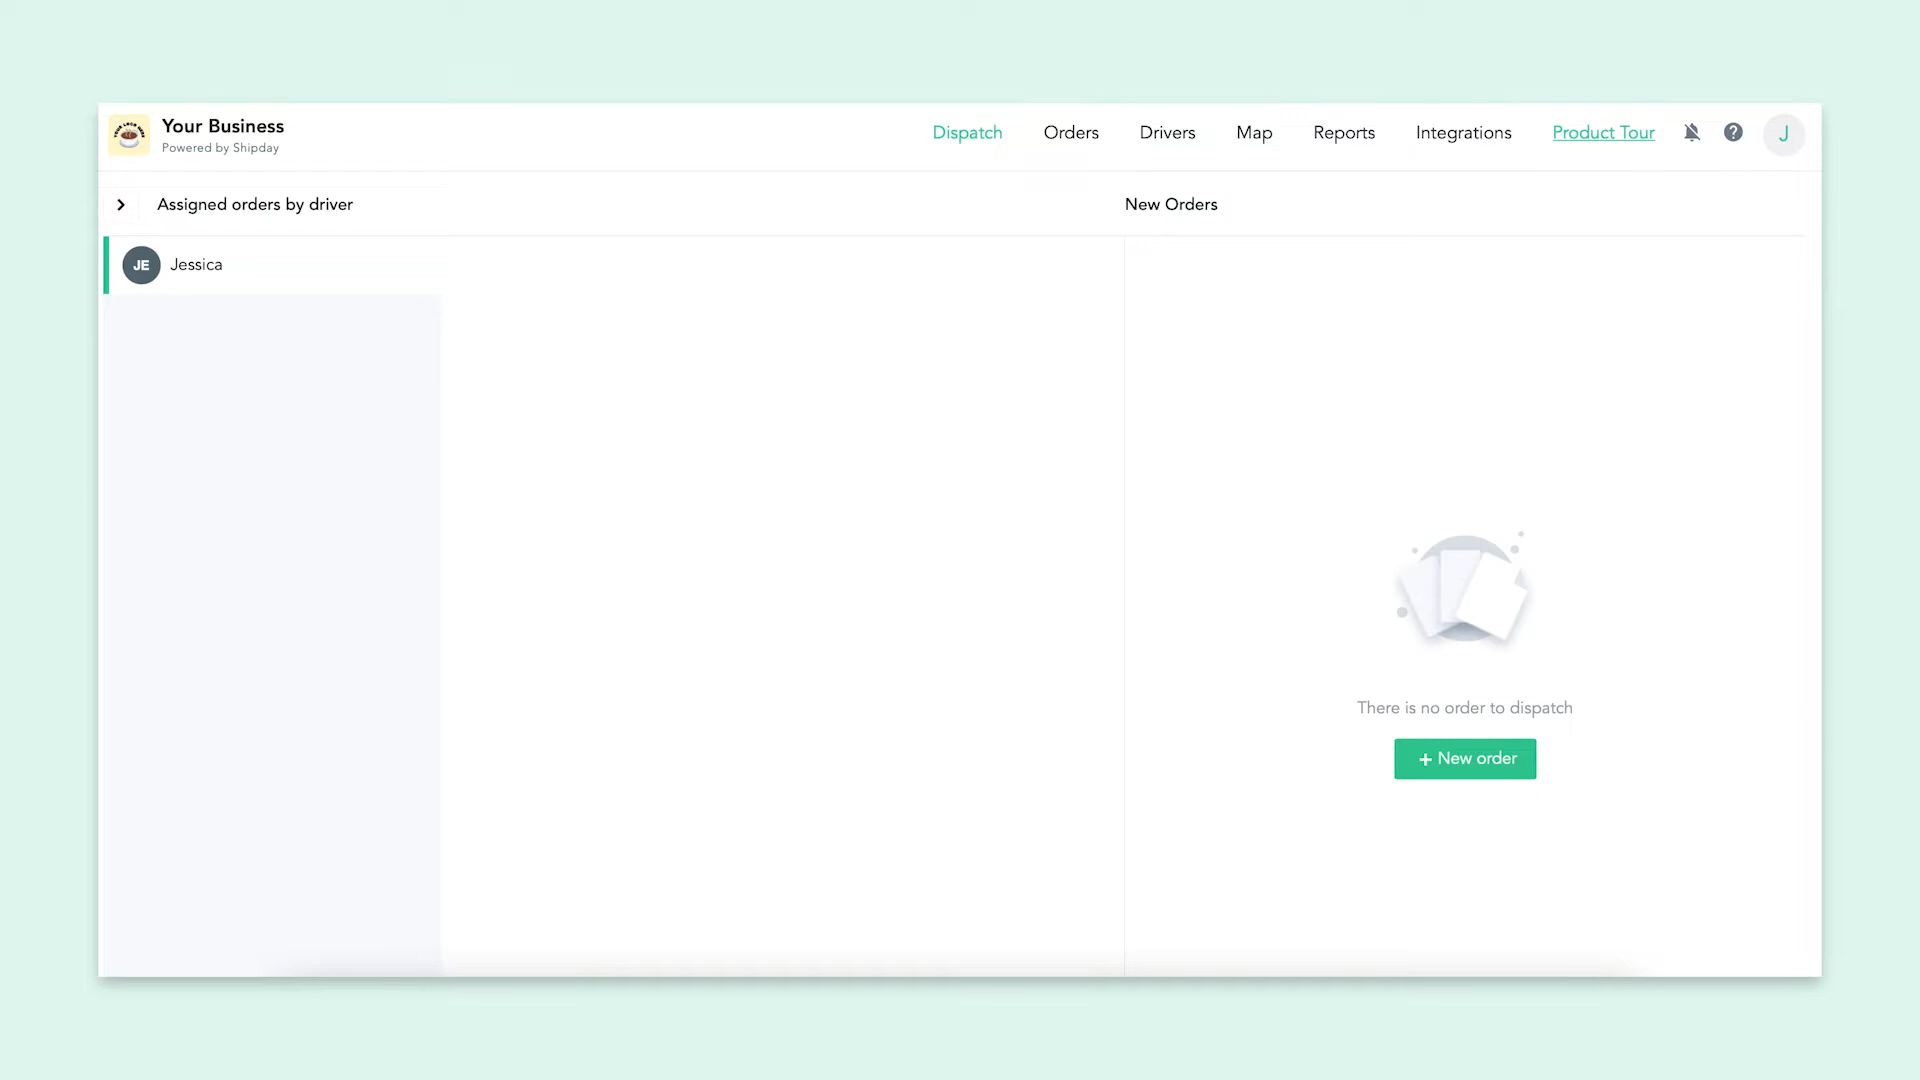 Your Business
Powered by Shipday
Dispatch
Orders
Drivers
Map
Reports
Integrations
Product Tour
J
Assigned orders by driver
New Orders
JE
Jessica
There is no order to dispatch
+ New order